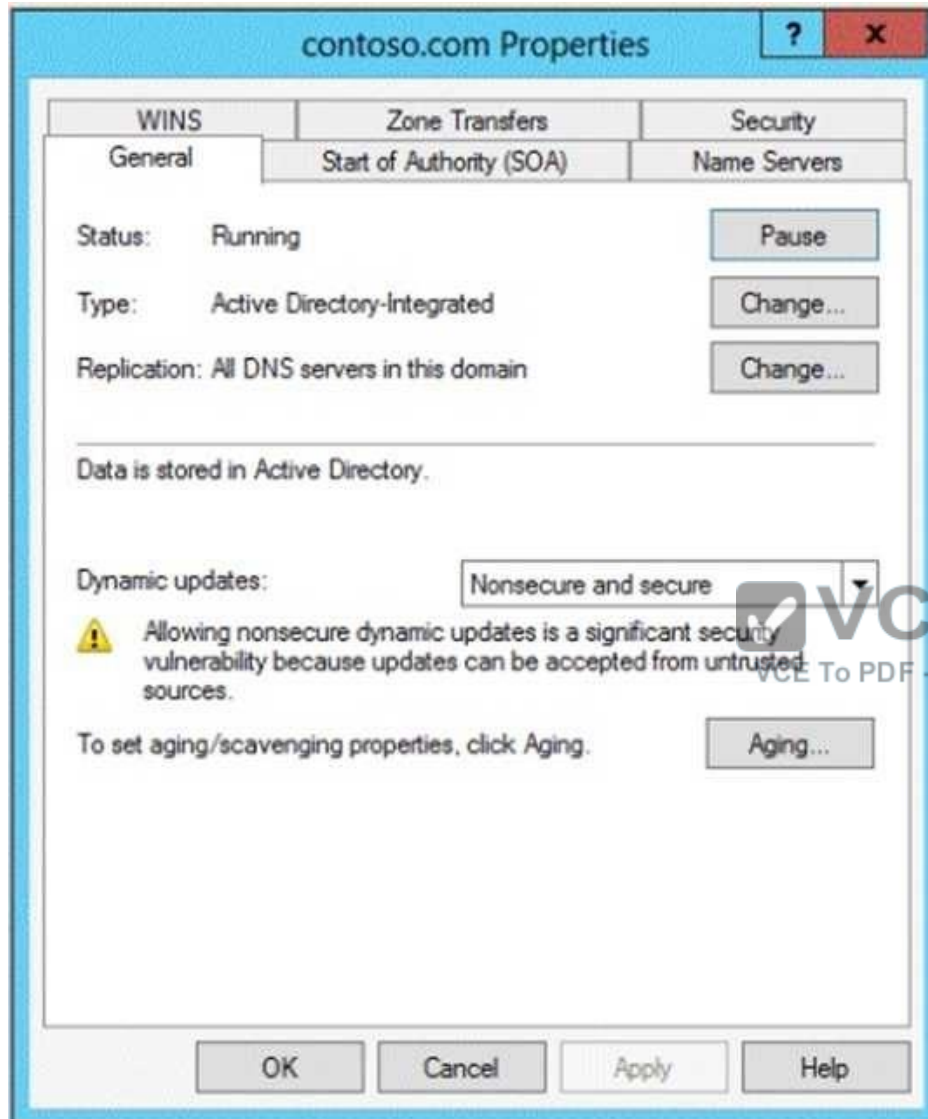 contoso.com Properties
?
x
WINS
Zone Transfers
Security
General
Start of Authority (SOA)
Name Servers
Status:
Running
Pause
Type:
Active Directory-Integrated
Change...
Replication: All DNS servers in this domain
Change...
Data is stored in Active Directory.
Dynamic updates:
Nonsecure and secure
Allowing nonsecure dynamic updates is a significant security
vulnerability because updates can be accepted from untrusted
sources.
VC
VCE To PDF -
To set aging/scavenging properties, click Aging.
Aging...
OK
Cancel
Apply
Help